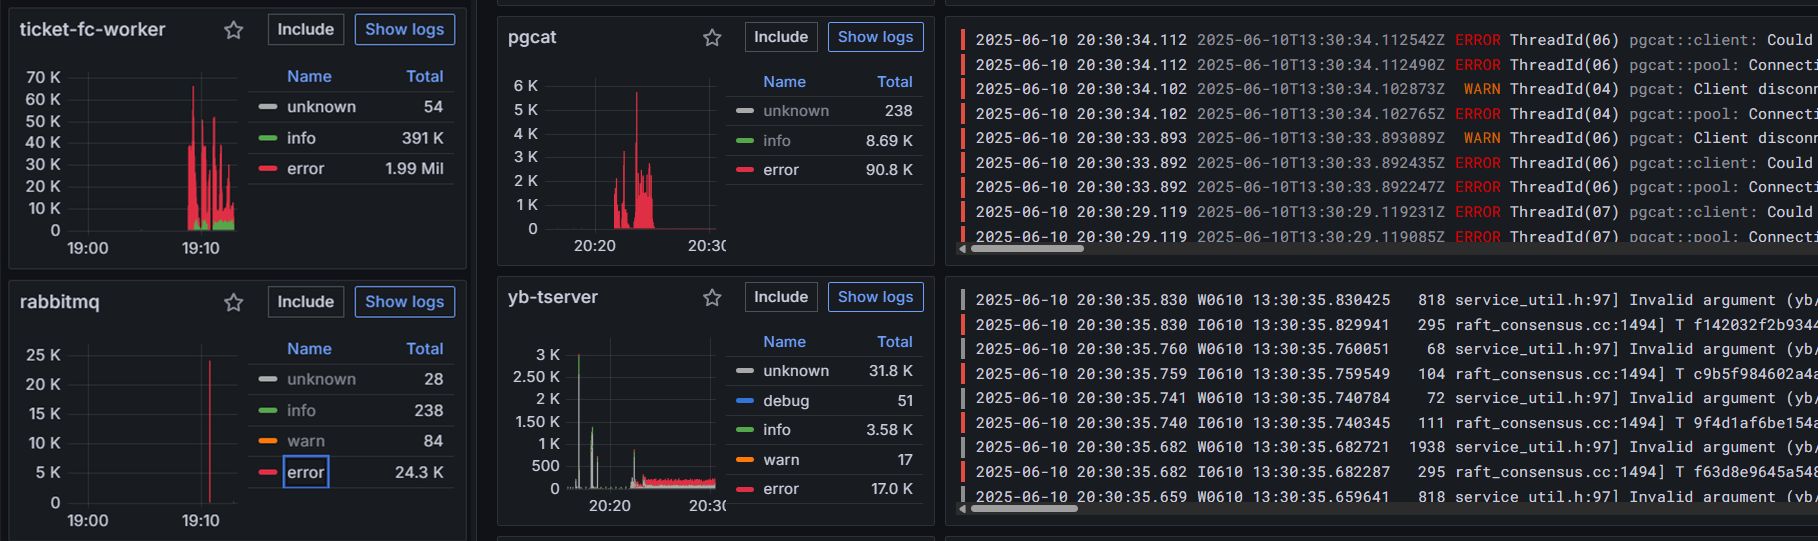 ticket-fc-worker
Include
Show logs
Name Total
70 K
60 K
50 K
40 K
30 K
20 K
10 K
0
unknown 54
info 391 K
error 1.99 Mil
19:00 19:10
rabbitmq
Include
Show logs
Name Total
25 K
20 K
15 K
10 K
5 K
0
unknown 28
info 238
warn 84
error 24.3 K
19:00 19:10
pgcat
Include
Show logs
Name Total
6 K
5 K
4 K
3 K
2 K
1 K
0
unknown 238
info 8.69 K
error 90.8 K
20:20 20:30
2025-06-10 20:30:34.112 2025-06-10T13:30:34.112542Z ERROR ThreadId(06) pgcat::client: Could
2025-06-10 20:30:34.112 2025-06-10T13:30:34.112490Z ERROR ThreadId(06) pgcat::pool: Connecti
2025-06-10 20:30:34.102 2025-06-10T13:30:34.102873Z WARN ThreadId(04) pgcat: Client disconn
2025-06-10 20:30:34.102 2025-06-10T13:30:34.102765Z ERROR ThreadId(04) pgcat::pool: Connecti
2025-06-10 20:30:33.893 2025-06-10T13:30:33.893089Z WARN ThreadId(06) pgcat: Client disconn
2025-06-10 20:30:33.892 2025-06-10T13:30:33.892435Z ERROR ThreadId(06) pgcat::client: Could
2025-06-10 20:30:33.892 2025-06-10T13:30:33.892247Z ERROR ThreadId(06) pgcat::pool: Connecti
2025-06-10 20:30:29.119 2025-06-10T13:30:29.119231Z ERROR ThreadId(07) pgcat::client: Could
2025-06-10 20:30:29.119 2025-06-10T13:30:29.119085Z ERROR ThreadId(07) pgcat::pool: Connecti
yb-tserver
Include
Show logs
Name Total
3 K
2.50 K
2 K
1.50 K
1 K
500
0
unknown 31.8 K
debug 51
info 3.58 K
warn 17
error 17.0 K
20:20 20:30
2025-06-10 20:30:35.830 W0610 13:30:35.830425 818 service_util.h:97] Invalid argument (yb/
2025-06-10 20:30:35.830 I0610 13:30:35.829941 295 raft_consensus.cc:1494] T f142032f2b9344
2025-06-10 20:30:35.760 W0610 13:30:35.760051 68 service_util.h:97] Invalid argument (yb/
2025-06-10 20:30:35.759 I0610 13:30:35.759549 104 raft_consensus.cc:1494] T c9b5f984602a4a
2025-06-10 20:30:35.741 W0610 13:30:35.740784 72 service_util.h:97] Invalid argument (yb/
2025-06-10 20:30:35.740 I0610 13:30:35.740345 111 raft_consensus.cc:1494] T 9f4d1af6be154a
2025-06-10 20:30:35.682 W0610 13:30:35.682721 1938 service_util.h:97] Invalid argument (yb/
2025-06-10 20:30:35.682 I0610 13:30:35.682287 295 raft_consensus.cc:1494] T f63d8e9645a548
2025-06-10 20:30:35.659 W0610 13:30:35.659641 818 service_util.h:97] Invalid argument (yb/